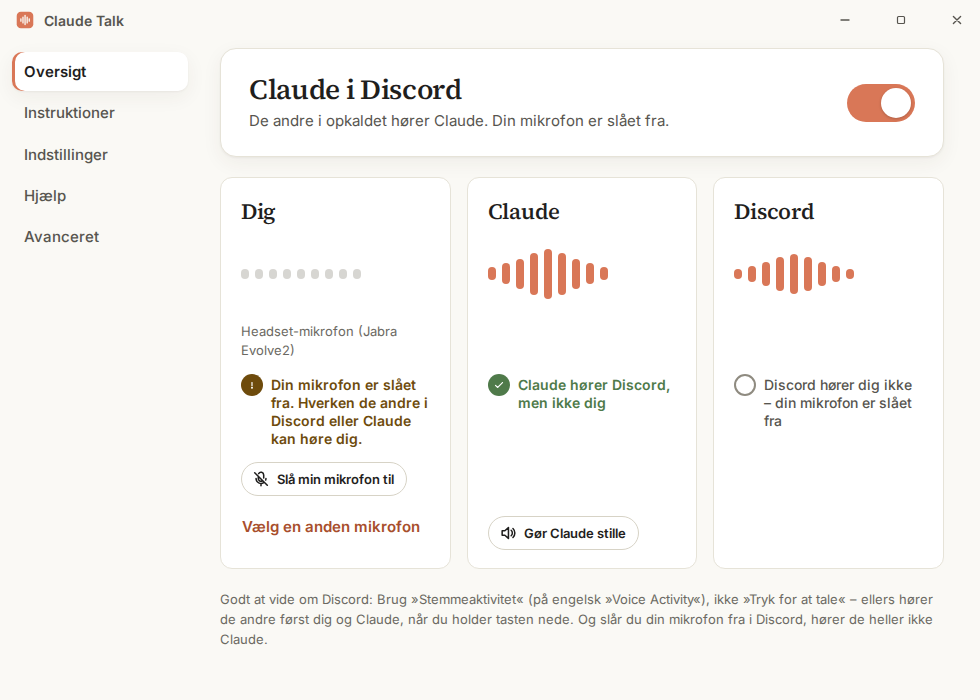 Claude Talk
Oversigt
Instruktioner
Indstillinger
Hjælp
Avanceret
Claude i Discord
De andre i opkaldet hører Claude. Din mikrofon er slået fra.
Dig
Headset-mikrofon (Jabra
Evolve2)
Din mikrofon er slået
fra. Hverken de andre i
Discord eller Claude
kan høre dig.
Slå min mikrofon til
Vælg en anden mikrofon
Claude
Claude hører Discord,
men ikke dig
Gør Claude stille
Discord
Discord hører dig ikke
– din mikrofon er slået
fra
Godt at vide om Discord: Brug »Stemmeaktivitet« (på engelsk »Voice Activity«), ikke »Tryk for at tale« – ellers hører
de andre først dig og Claude, når du holder tasten nede. Og slår du din mikrofon fra i Discord, hører de heller ikke
Claude.